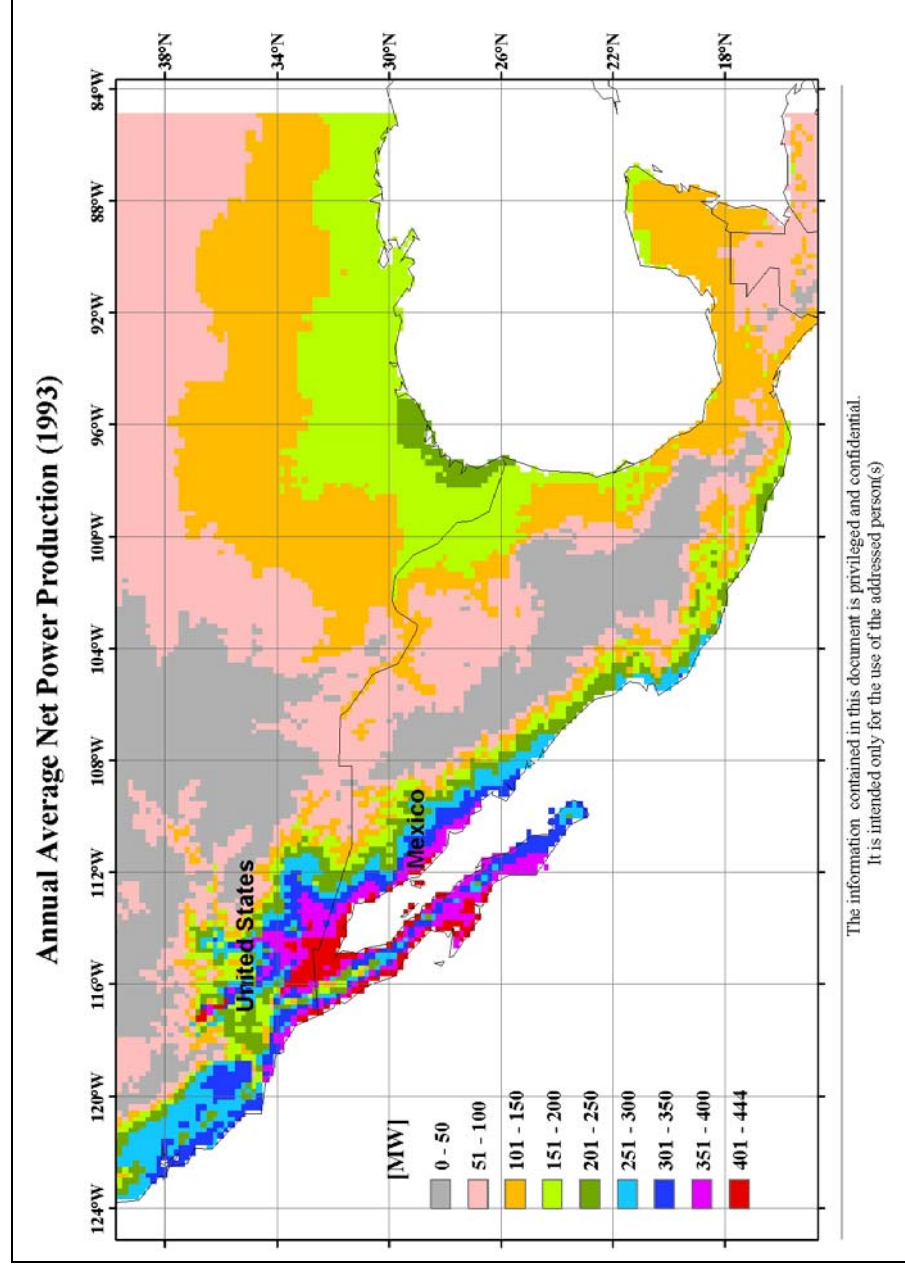 Annual Average Net Power Production (1993)
124°W 120°W 116°W 112°W 108°W 104°W 100°W 96°W 92°W 88°W 84°W
38°N
34°N
30°N
26°N
22°N
18°N
United States
Mexico
[MW]
0 - 50
51 - 100
101 - 150
151 - 200
201 - 250
251 - 300
301 - 350
351 - 400
401 - 444
The information contained in this document is privileged and confidential.
It is intended only for the use of the addressed person(s)